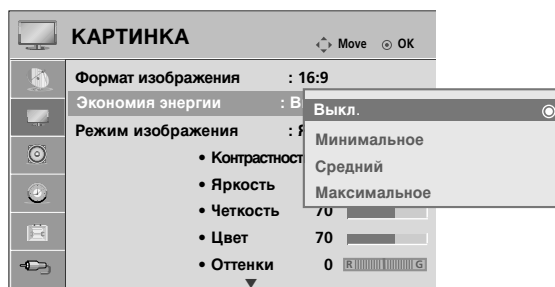 КАРТИНКА
Move OK
Формат изображения : 16:9
Экономия энергии : В
Выкл.
Режим изображения :
Минимальное
• Контрастност
Средний
• Яркость
Максимальное
• Четкость 70
• Цвет 70
• Оттенки 0 R G